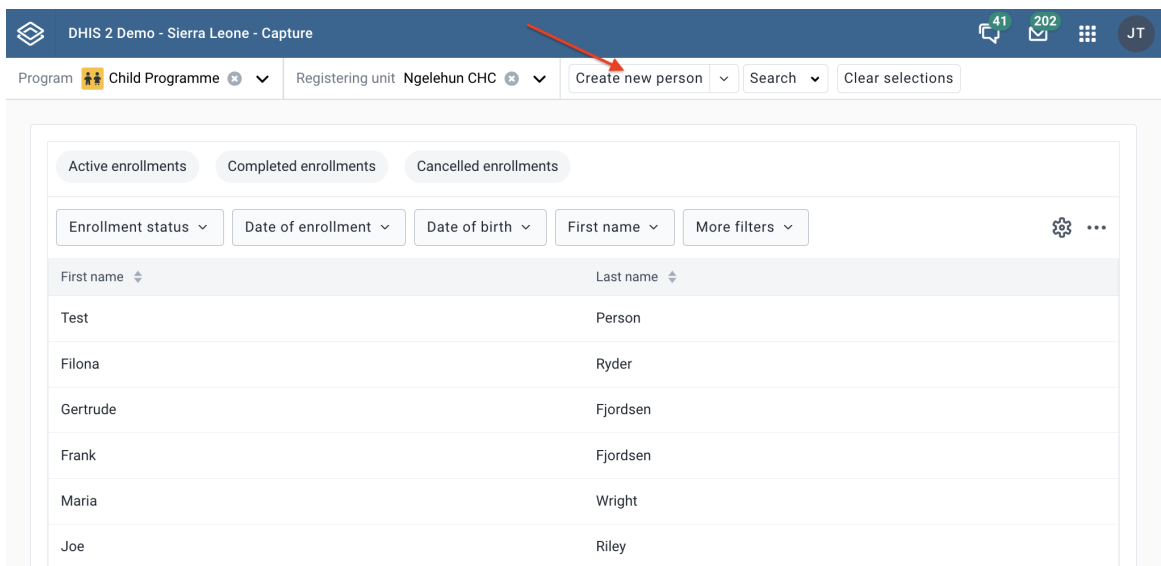 DHIS 2 Demo - Sierra Leone - Capture 41 202 JT
Program Child Programme Registering unit Ngelehun CHC Create new person Search Clear selections
Active enrollments Completed enrollments Cancelled enrollments
Enrollment status Date of enrollment Date of birth First name More filters
First name Last name
Test Person
Filona Ryder
Gertrude Fjordsen
Frank Fjordsen
Maria Wright
Joe Riley